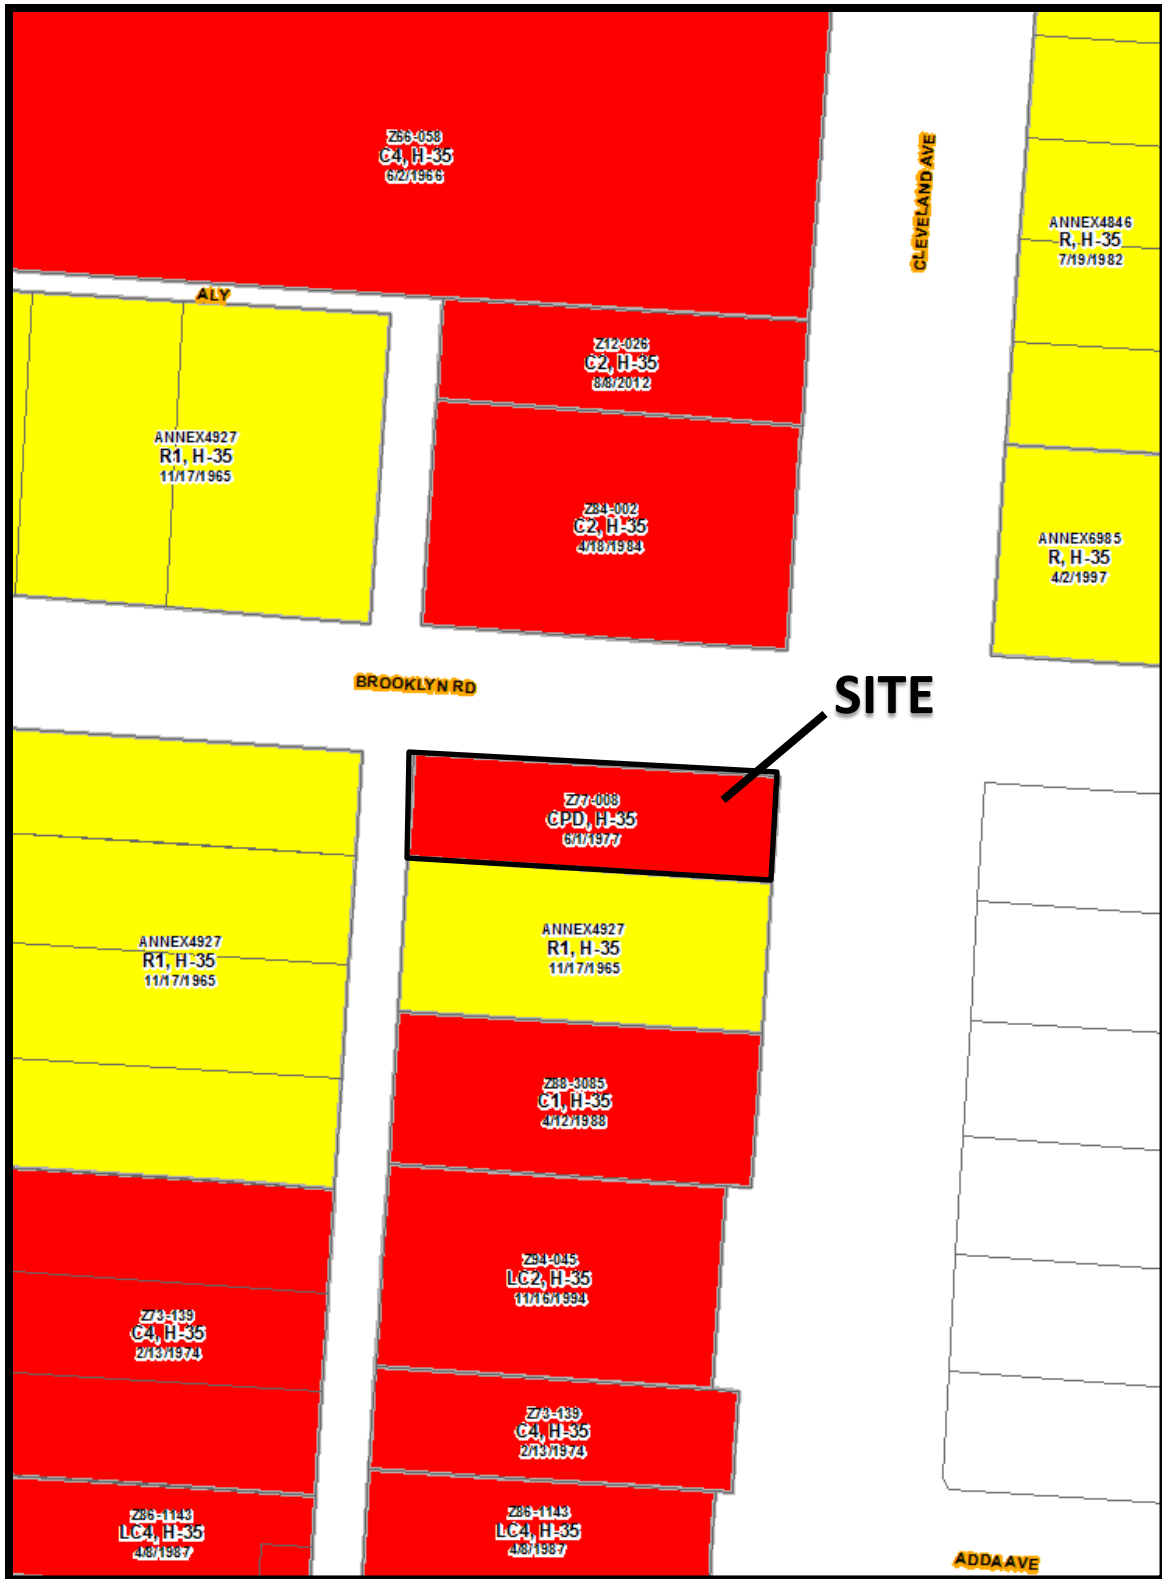 Z66-058
C4, H-35
6/2/1966
CLEVELAND AVE
ANNEX4846
R, H-35
7/19/1982
ALY
Z12-026
C2, H-35
8/8/2012
ANNEX4927
R1, H-35
11/17/1965
Z84-002
C2, H-35
4/18/1984
ANNEX6985
R, H-35
4/2/1997
BROOKLYN RD
SITE
Z77-008
CPD, H-35
6/1/1977
ANNEX4927
R1, H-35
11/17/1965
ANNEX4927
R1, H-35
11/17/1965
Z88-3085
C1, H-35
4/12/1988
Z94-045
LC2, H-35
11/16/1994
Z73-139
C4, H-35
2/13/1974
Z73-139
C4, H-35
2/13/1974
Z86-1143
LC4, H-35
4/8/1987
Z86-1143
LC4, H-35
4/8/1987
ADDA AVE